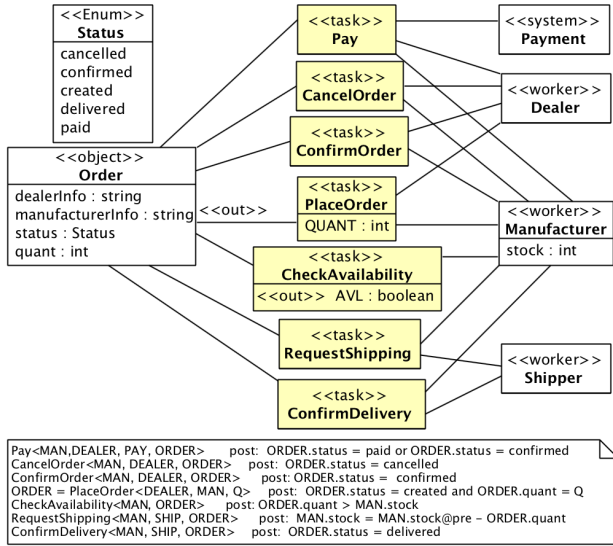 <<Enum>>
Status
cancelled
confirmed
created
delivered
paid
<<object>>
Order
dealerInfo : string
manufacturerInfo : string
status : Status
quant : int
<<out>>
<<task>>
Pay
<<task>>
CancelOrder
<<task>>
ConfirmOrder
<<task>>
PlaceOrder
QUANT : int
<<task>>
CheckAvailability
<<out>> AVL : boolean
<<task>>
RequestShipping
<<task>>
ConfirmDelivery
<<system>>
Payment
<<worker>>
Dealer
<<worker>>
Manufacturer
stock : int
<<worker>>
Shipper
Pay<MAN,DEALER, PAY, ORDER> post: ORDER.status = paid or ORDER.status = confirmed
CancelOrder<MAN, DEALER, ORDER> post: ORDER.status = cancelled
ConfirmOrder<MAN, DEALER, ORDER> post: ORDER.status = confirmed
ORDER = PlaceOrder<DEALER, MAN, Q> post: ORDER.status = created and ORDER.quant = Q
CheckAvailability<MAN, ORDER> post: ORDER.quant > MAN.stock
RequestShipping<MAN, SHIP, ORDER> post: MAN.stock = MAN.stock@pre - ORDER.quant
ConfirmDelivery<MAN, SHIP, ORDER> post: ORDER.status = delivered